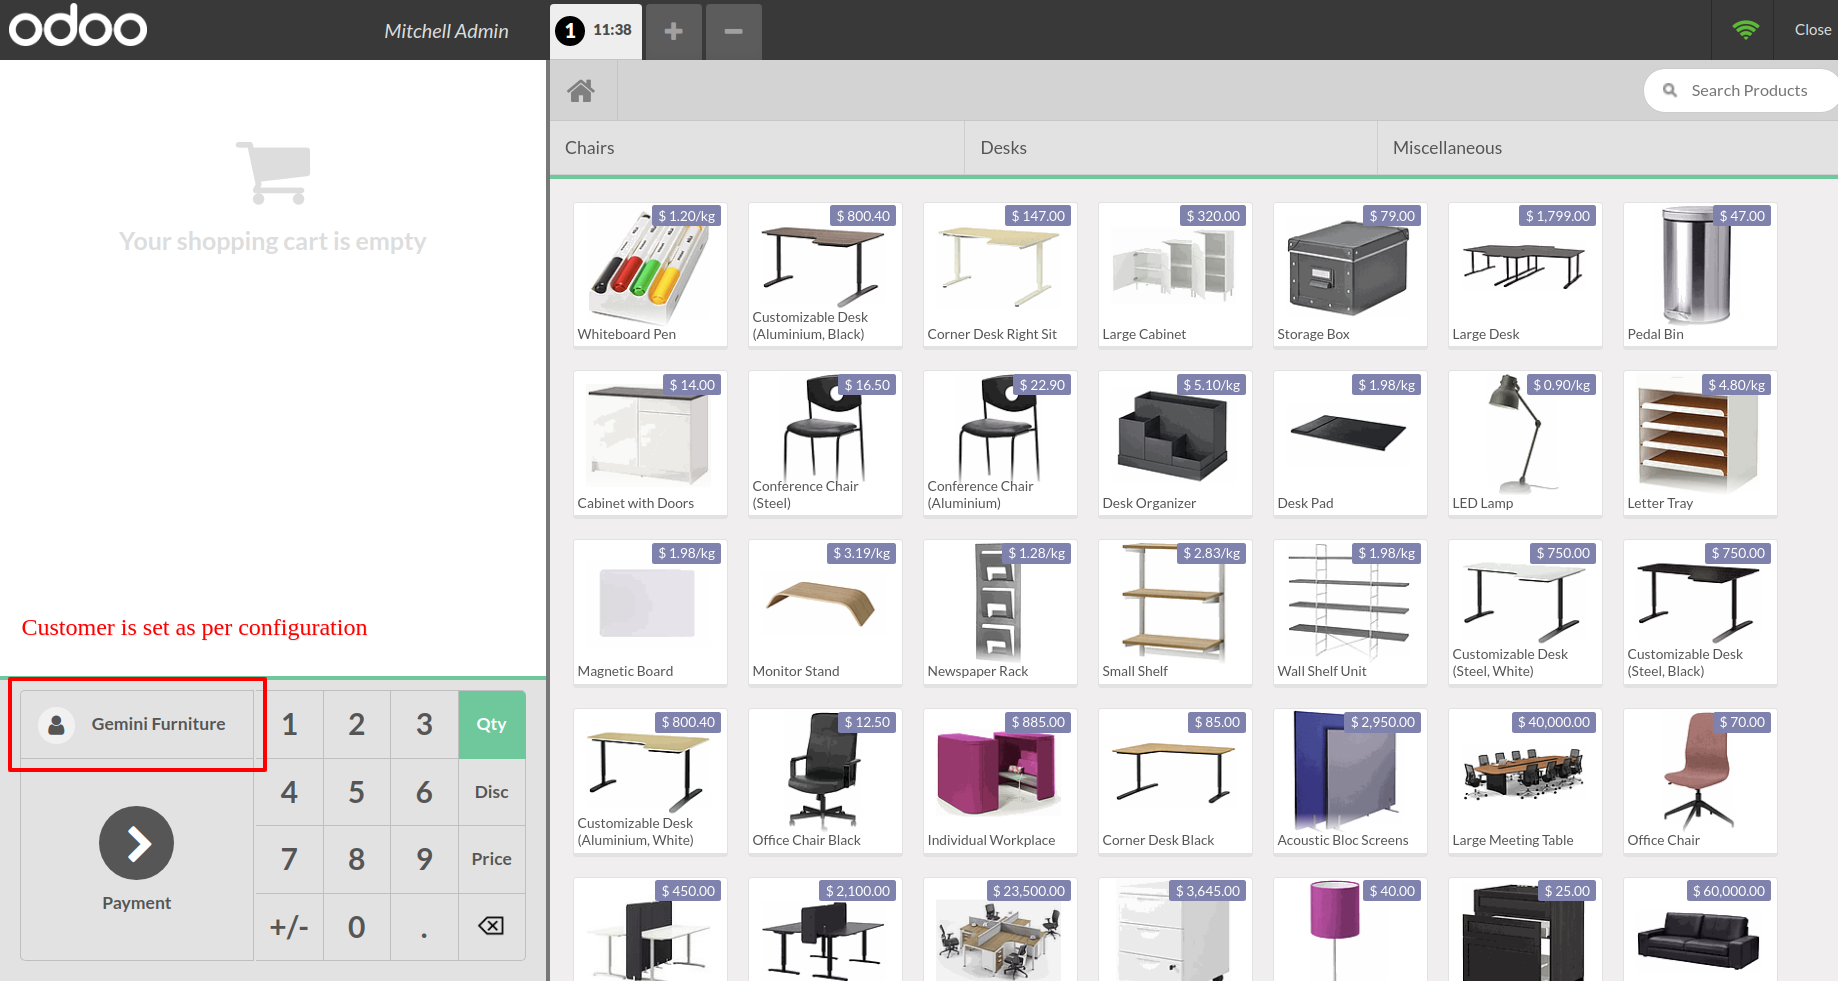 odoo
Mitchell Admin
1 11:38
Close
Search Products
Chairs
Desks
Miscellaneous
Your shopping cart is empty
$ 1.20/kg
Whiteboard Pen
$ 800.40
Customizable Desk
(Aluminium, Black)
$ 147.00
Corner Desk Right Sit
$ 320.00
Large Cabinet
$ 79.00
Storage Box
$ 1,799.00
Large Desk
$ 47.00
Pedal Bin
$ 14.00
Cabinet with Doors
$ 16.50
Conference Chair
(Steel)
$ 22.90
Conference Chair
(Aluminium)
$ 5.10/kg
Desk Organizer
$ 1.98/kg
Desk Pad
$ 0.90/kg
LED Lamp
$ 4.80/kg
Letter Tray
$ 1.98/kg
Magnetic Board
$ 3.19/kg
Monitor Stand
$ 1.28/kg
Newspaper Rack
$ 2.83/kg
Small Shelf
$ 1.98/kg
Wall Shelf Unit
$ 750.00
Customizable Desk
(Steel, White)
$ 750.00
Customizable Desk
(Steel, Black)
$ 800.40
Customizable Desk
(Aluminium, White)
$ 12.50
Office Chair Black
$ 885.00
Individual Workplace
$ 85.00
Corner Desk Black
$ 2,950.00
Acoustic Bloc Screens
$ 40,000.00
Large Meeting Table
$ 70.00
Office Chair
$ 450.00
$ 2,100.00
$ 23,500.00
$ 3,645.00
$ 40.00
$ 25.00
$ 60,000.00
Customer is set as per configuration
Gemini Furniture
Payment
1 2 3 Qty
4 5 6 Disc
7 8 9 Price
+/- 0 .